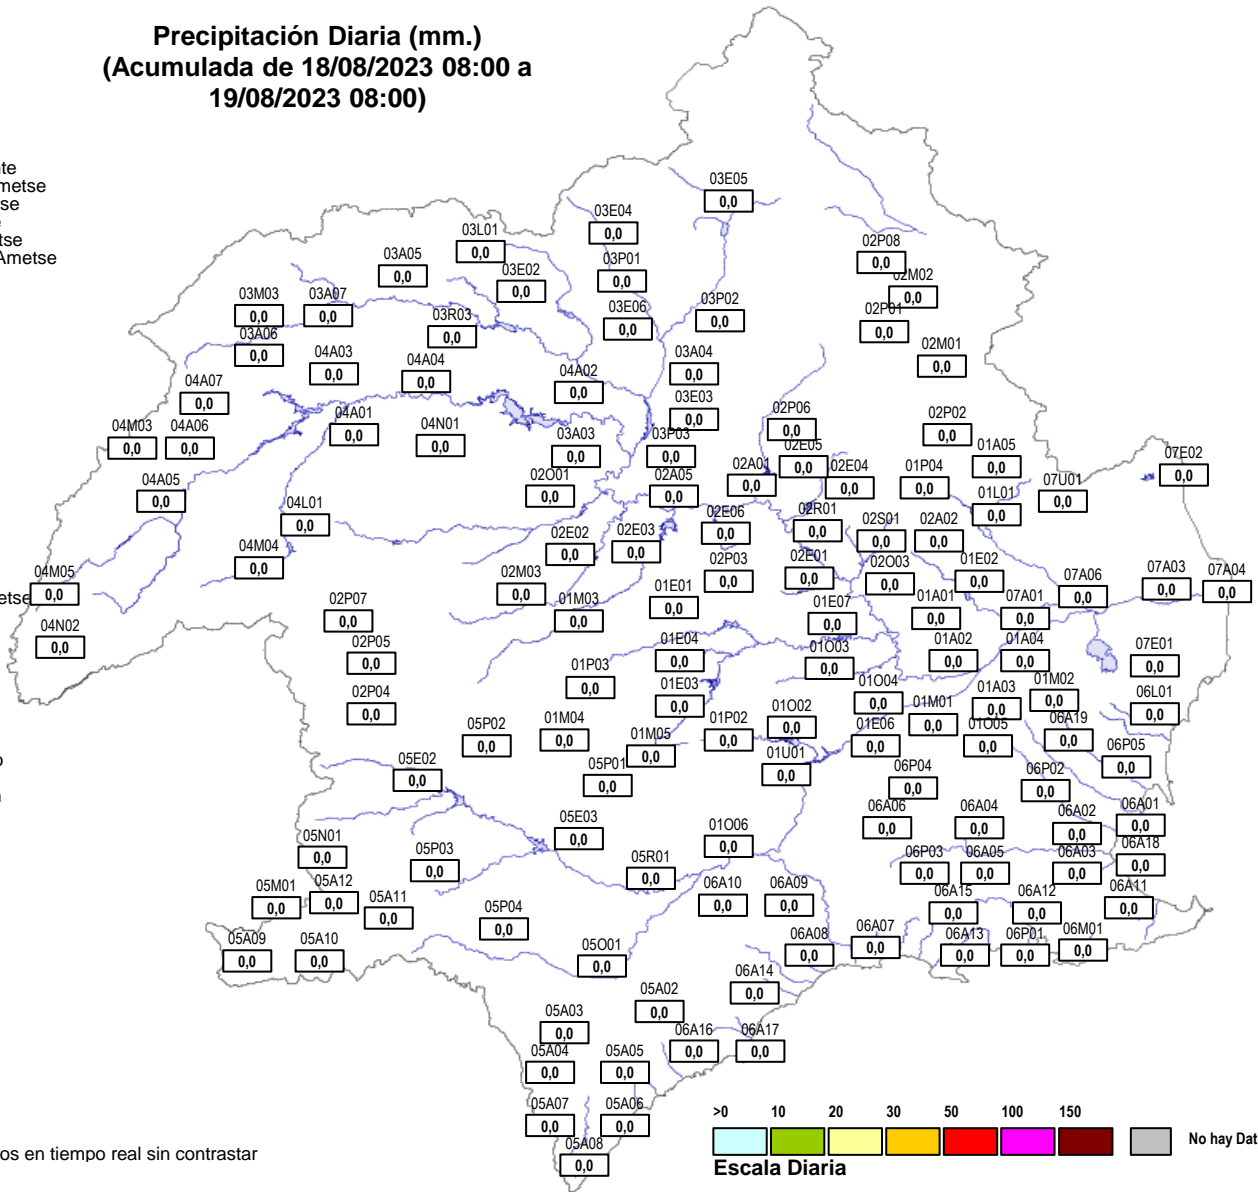 Precipitación Diaria (mm.)
(Acumulada de 18/08/2023 08:00 a
19/08/2023 08:00)
03E05
0,0
03E04
0,0
03L01
0,0
02P08
0,0
03A05
0,0
03P01
0,0
03E02
0,0
02M02
0,0
03M03
0,0
03A07
0,0
03P02
0,0
03E06
0,0
02P01
0,0
03R03
0,0
03A06
0,0
02M01
0,0
04A03
0,0
04A04
0,0
03A04
0,0
04A02
0,0
04A07
0,0
03E03
0,0
02P06
0,0
04A01
0,0
02P02
0,0
04M03
0,0
04A06
0,0
04N01
0,0
03A03
0,0
03P03
0,0
02E05
0,0
01A05
0,0
07E02
0,0
02A01
0,0
02E04
0,0
01P04
0,0
04A05
0,0
02O01
0,0
02A05
0,0
07U01
0,0
01L01
0,0
04L01
0,0
02R01
0,0
02E06
0,0
02S01
0,0
02A02
0,0
02E02
0,0
02E03
0,0
04M04
0,0
02P03
0,0
02E01
0,0
02O03
0,0
01E02
0,0
04M05
0,0
02M03
0,0
07A06
0,0
07A03
0,0
07A04
0,0
01E01
0,0
02P07
0,0
01M03
0,0
01E07
0,0
01A01
0,0
07A01
0,0
04N02
0,0
02P05
0,0
01E04
0,0
01O03
0,0
01A02
0,0
01A04
0,0
07E01
0,0
01P03
0,0
01E03
0,0
01O04
0,0
01A03
0,0
01M02
0,0
06L01
0,0
02P04
0,0
01O02
0,0
01M01
0,0
05P02
0,0
01M04
0,0
01P02
0,0
01E06
0,0
01O05
0,0
06A19
0,0
01M05
0,0
06P05
0,0
05E02
0,0
05P01
0,0
01U01
0,0
06P04
0,0
06P02
0,0
06A06
0,0
06A04
0,0
06A02
0,0
06A01
0,0
05E03
0,0
01O06
0,0
05N01
0,0
05P03
0,0
05R01
0,0
06P03
0,0
06A05
0,0
06A03
0,0
06A18
0,0
05M01
0,0
05A12
0,0
05A11
0,0
06A10
0,0
06A09
0,0
06A15
0,0
06A12
0,0
06A11
0,0
05P04
0,0
05A09
0,0
05A10
0,0
05O01
0,0
06A08
0,0
06A07
0,0
06A13
0,0
06P01
0,0
06M01
0,0
06A14
0,0
05A02
0,0
05A03
0,0
06A16
0,0
06A17
0,0
05A04
0,0
05A05
0,0
05A07
0,0
05A06
0,0
05A08
0,0
>0 10 20 30 50 100 150
No hay Dat
Escala Diaria
os en tiempo real sin contrastar
te
metse
se
tse
Ametse
etse